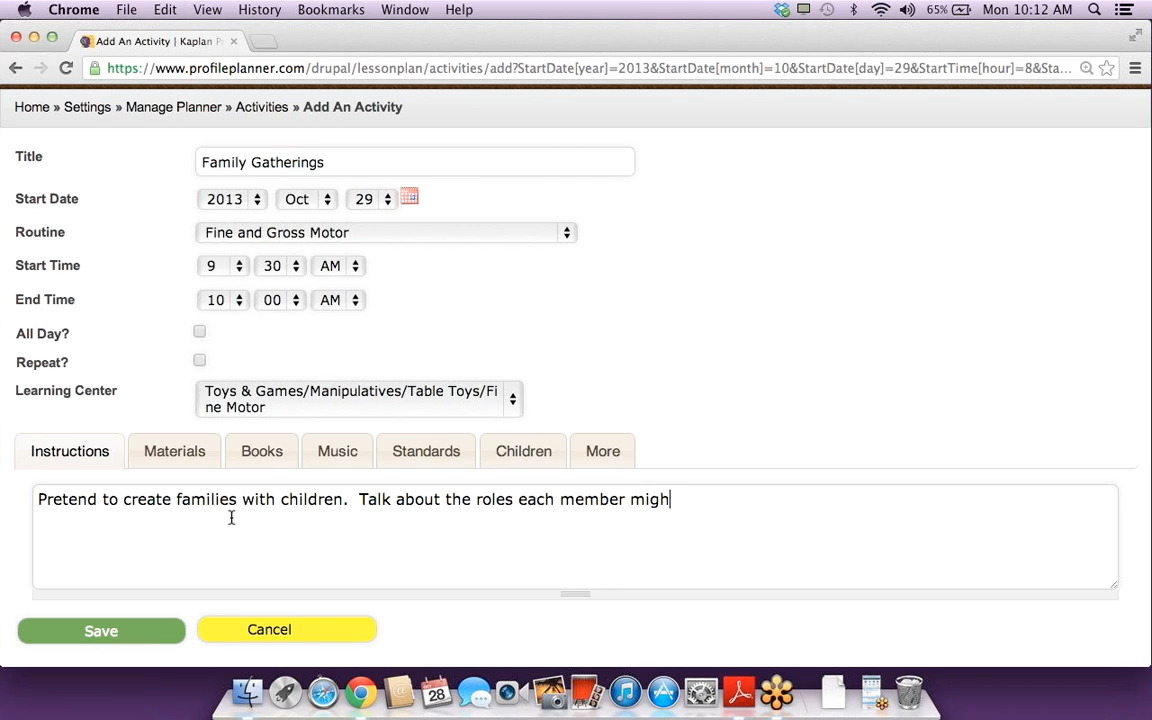 Chrome File Edit View History Bookmarks Window Help 65% Mon 10:12 AM
Add An Activity | Kaplan P
https://www.profileplanner.com/drupal/lessonplan/activities/add?StartDate[year]=2013&StartDate[month]=10&StartDate[day]=29&StartTime[hour]=8&Sta...
Home » Settings » Manage Planner » Activities » Add An Activity
Title Family Gatherings
Start Date 2013 Oct 29
Routine Fine and Gross Motor
Start Time 9 30 AM
End Time 10 00 AM
All Day?
Repeat?
Learning Center Toys & Games/Manipulatives/Table Toys/Fi
ne Motor
Instructions Materials Books Music Standards Children More
Pretend to create families with children.  Talk about the roles each member migh
Save Cancel
28